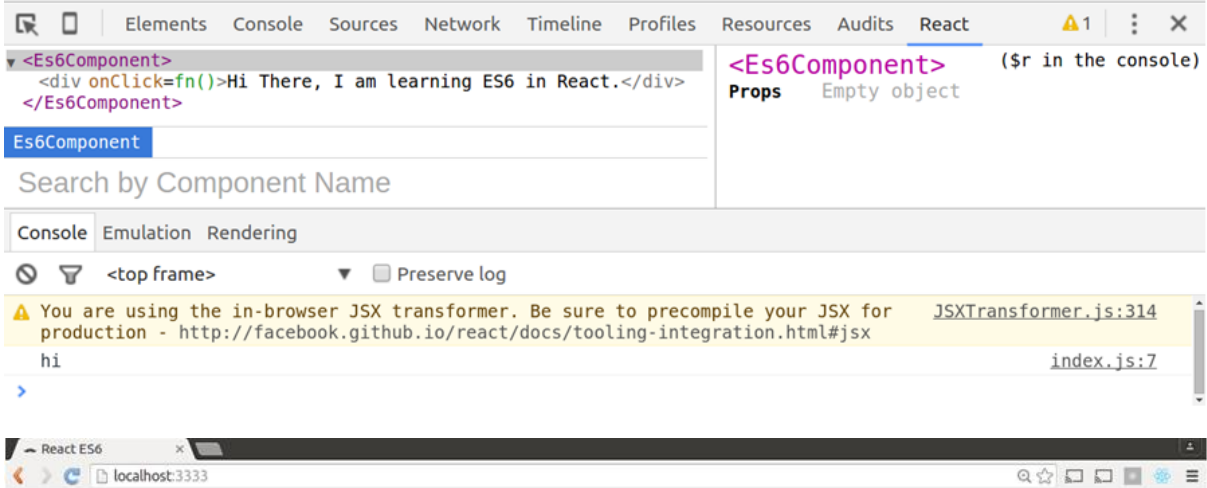 Elements Console Sources Network Timeline Profiles Resources Audits React 1
<Es6Component>
<div onClick=fn()>Hi There, I am learning ES6 in React.</div>
</Es6Component>
Es6Component
Search by Component Name
<Es6Component> ($r in the console)
Props Empty object
Console Emulation Rendering
<top frame> Preserve log
You are using the in-browser JSX transformer. Be sure to precompile your JSX for JSXTransformer.js:314
production - http://facebook.github.io/react/docs/tooling-integration.html#jsx
hi index.js:7
React ES6
localhost:3333